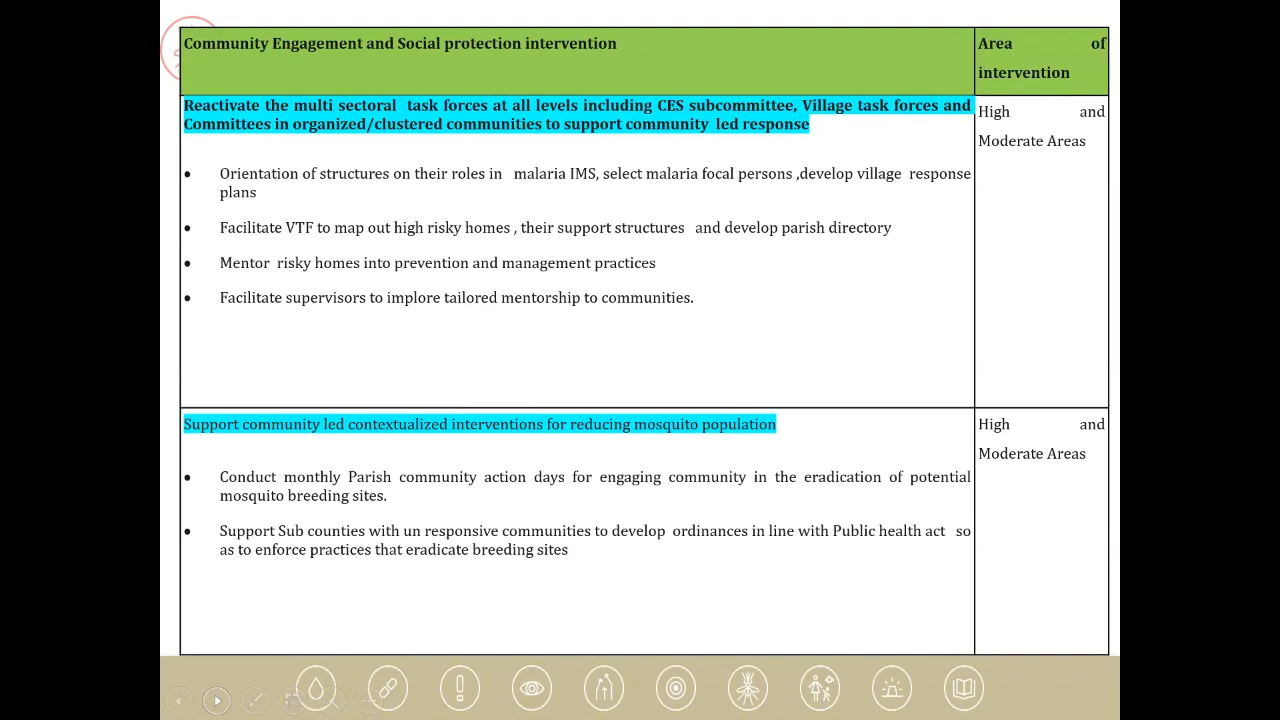 Community Engagement and Social protection intervention
Area of
intervention
Reactivate the multi sectoral task forces at all levels including CES subcommittee, Village task forces and
Committees in organized/clustered communities to support community led response
High and
Moderate Areas
• Orientation of structures on their roles in malaria IMS, select malaria focal persons ,develop village response
plans
• Facilitate VTF to map out high risky homes , their support structures and develop parish directory
• Mentor risky homes into prevention and management practices
• Facilitate supervisors to implore tailored mentorship to communities.
Support community led contextualized interventions for reducing mosquito population
High and
Moderate Areas
• Conduct monthly Parish community action days for engaging community in the eradication of potential
mosquito breeding sites.
• Support Sub counties with un responsive communities to develop ordinances in line with Public health act so
as to enforce practices that eradicate breeding sites